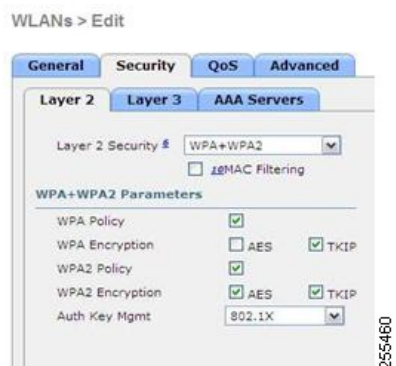 WLANs > Edit
General Security QoS Advanced
Layer 2 Layer 3 AAA Servers
Layer 2 Security 6 WPA+WPA2
10MAC Filtering
WPA+WPA2 Parameters
WPA Policy
WPA Encryption AES TKIP
WPA2 Policy
WPA2 Encryption AES TKIP
Auth Key Mgmt 802.1X
255460